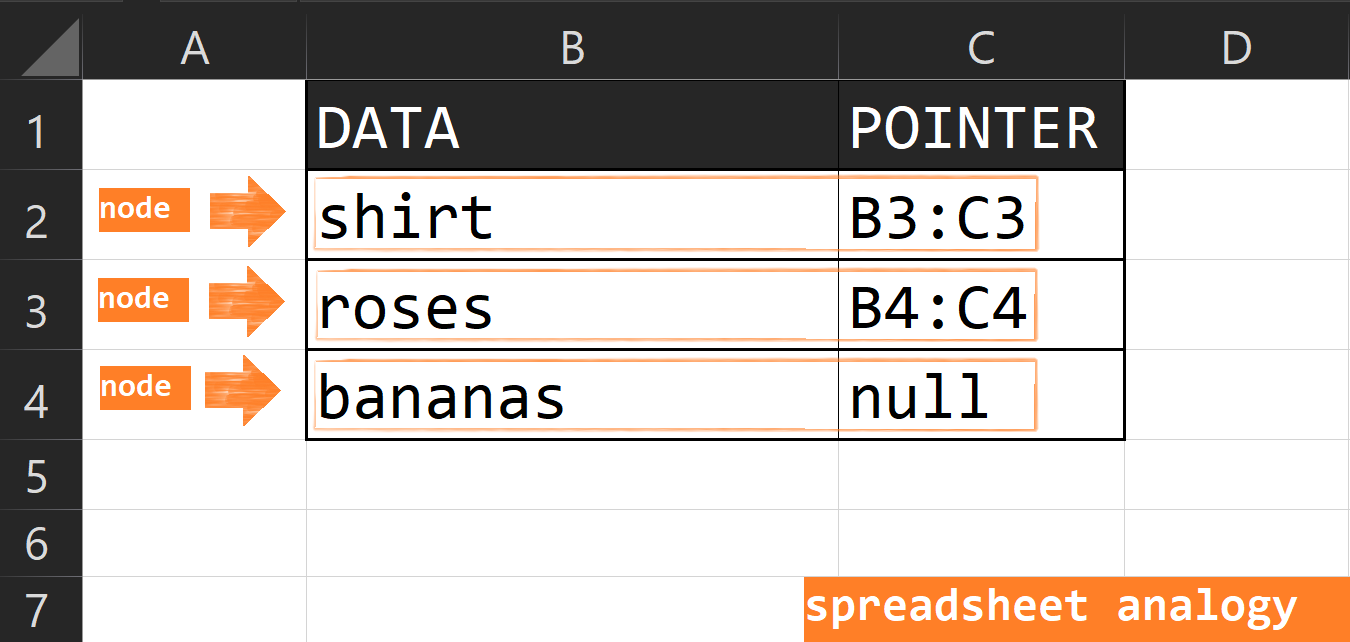 A B C D
1 DATA POINTER
2 node shirt B3:C3
3 node roses B4:C4
4 node bananas null
5
6
7 spreadsheet analogy